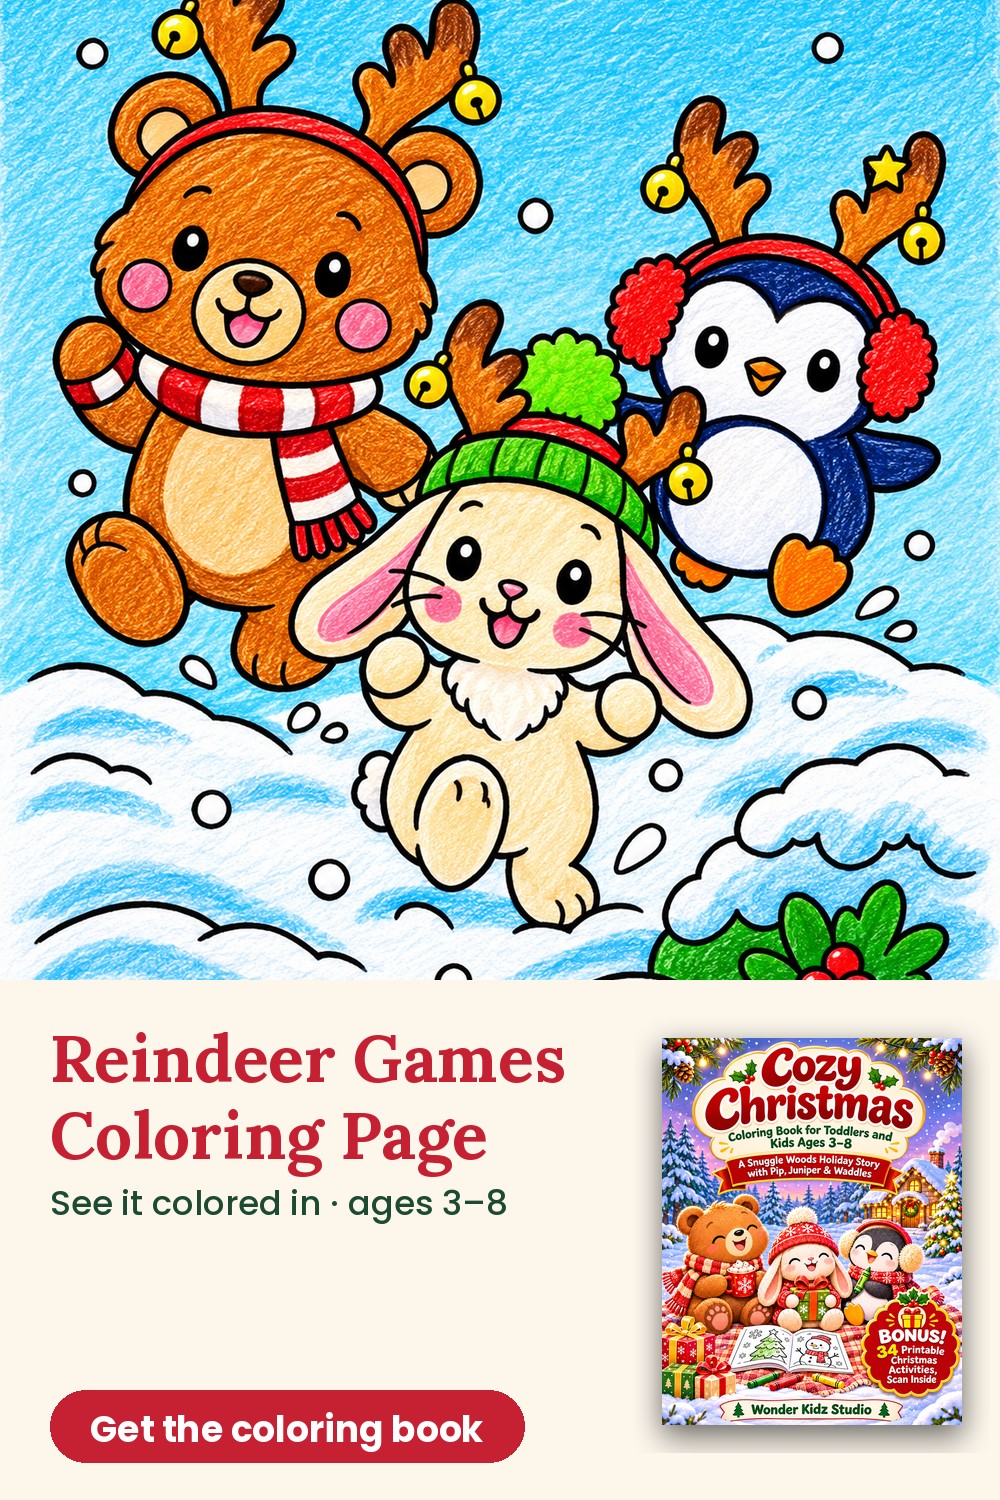 Reindeer Games
Coloring Page
See it colored in · ages 3–8
Get the coloring book
Cozy
Christmas
Coloring Book for Toddlers and
Kids Ages 3–8
A Snuggle Woods Holiday Story
with Pip, Juniper & Waddles
BONUS!
34 Printable
Christmas
Activities,
Scan Inside
Wonder Kidz Studio